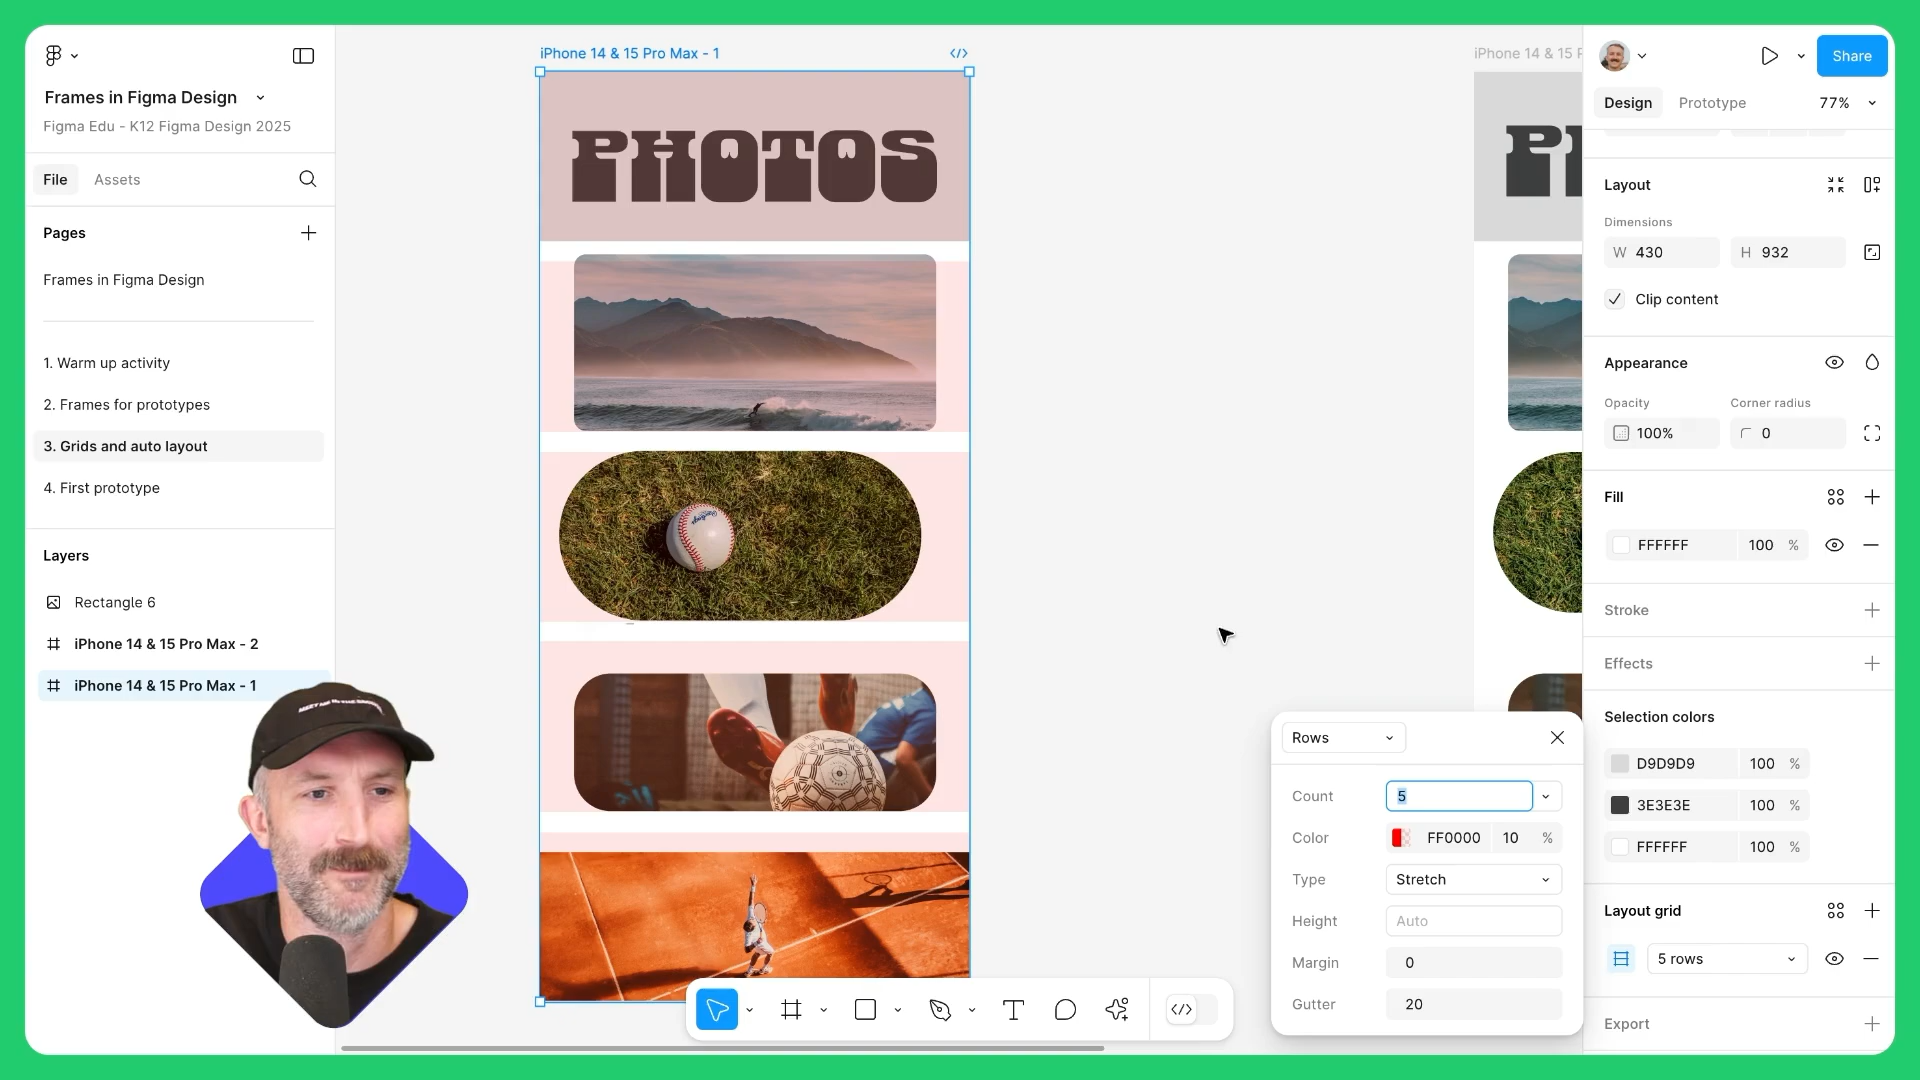 Frames in Figma Design
Figma Edu - K12 Figma Design 2025
File
Assets
Pages
Frames in Figma Design
1. Warm up activity
2. Frames for prototypes
3. Grids and auto layout
4. First prototype
Layers
Rectangle 6
iPhone 14 & 15 Pro Max - 2
iPhone 14 & 15 Pro Max - 1
iPhone 14 & 15 Pro Max - 1
PHOTOS
iPhone 14 & 15 P
Rows
Count 5
Color FF0000 10 %
Type Stretch
Height Auto
Margin 0
Gutter 20
Share
Design Prototype 77%
Layout
Dimensions
W 430 H 932
Clip content
Appearance
Opacity Corner radius
100% 0
Fill
FFFFFF 100 %
Stroke
Effects
Selection colors
D9D9D9 100 %
3E3E3E 100 %
FFFFFF 100 %
Layout grid
5 rows
Export